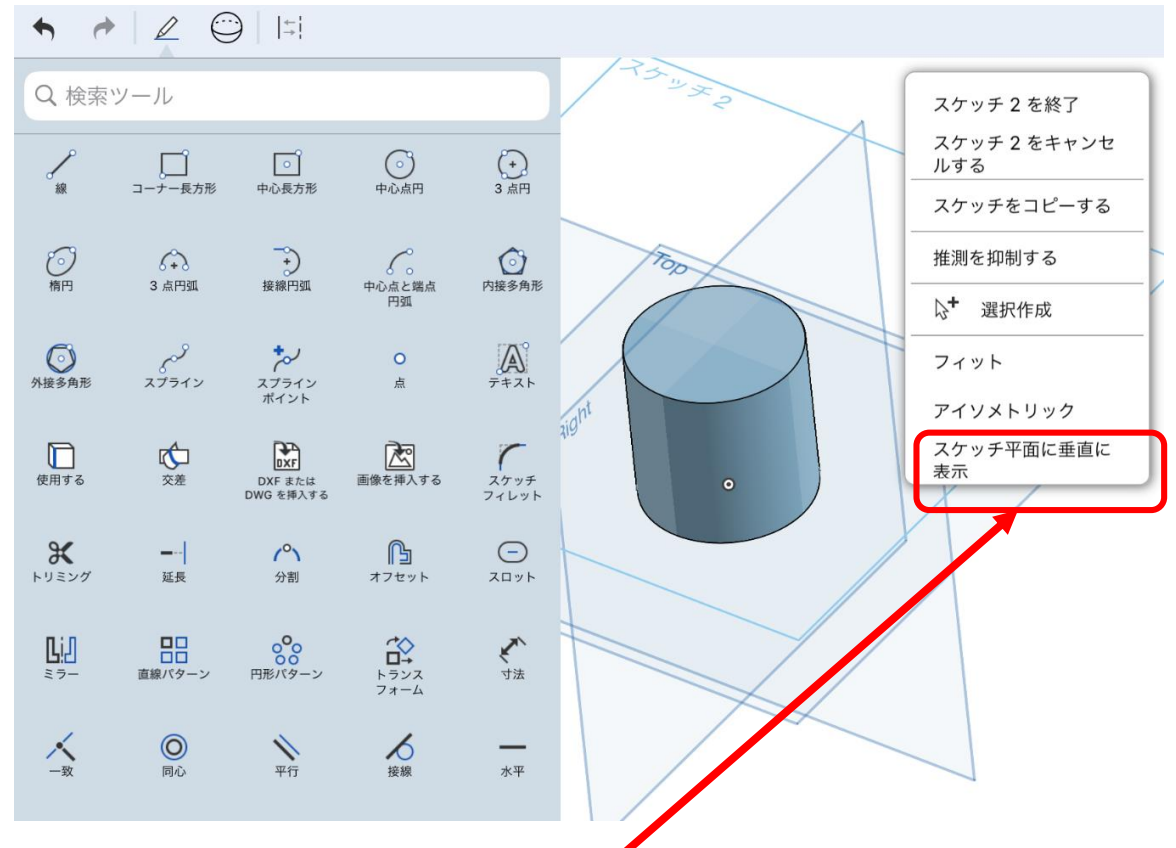 検索ツール
線
コーナー長方形
中心長方形
中心点円
3 点円
楕円
3 点円弧
接線円弧
中心点と端点
円弧
内接多角形
外接多角形
スプライン
スプライン
ポイント
点
テキスト
使用する
交差
DXF または
DWG を挿入する
画像を挿入する
スケッチ
フィレット
トリミング
延長
分割
オフセット
スロット
ミラー
直線パターン
円形パターン
トランス
フォーム
寸法
一致
同心
平行
接線
水平
スケッチ 2
Top
Right
スケッチ 2 を終了
スケッチ 2 をキャンセ
ルする
スケッチをコピーする
推測を抑制する
選択作成
フィット
アイソメトリック
スケッチ平面に垂直に
表示